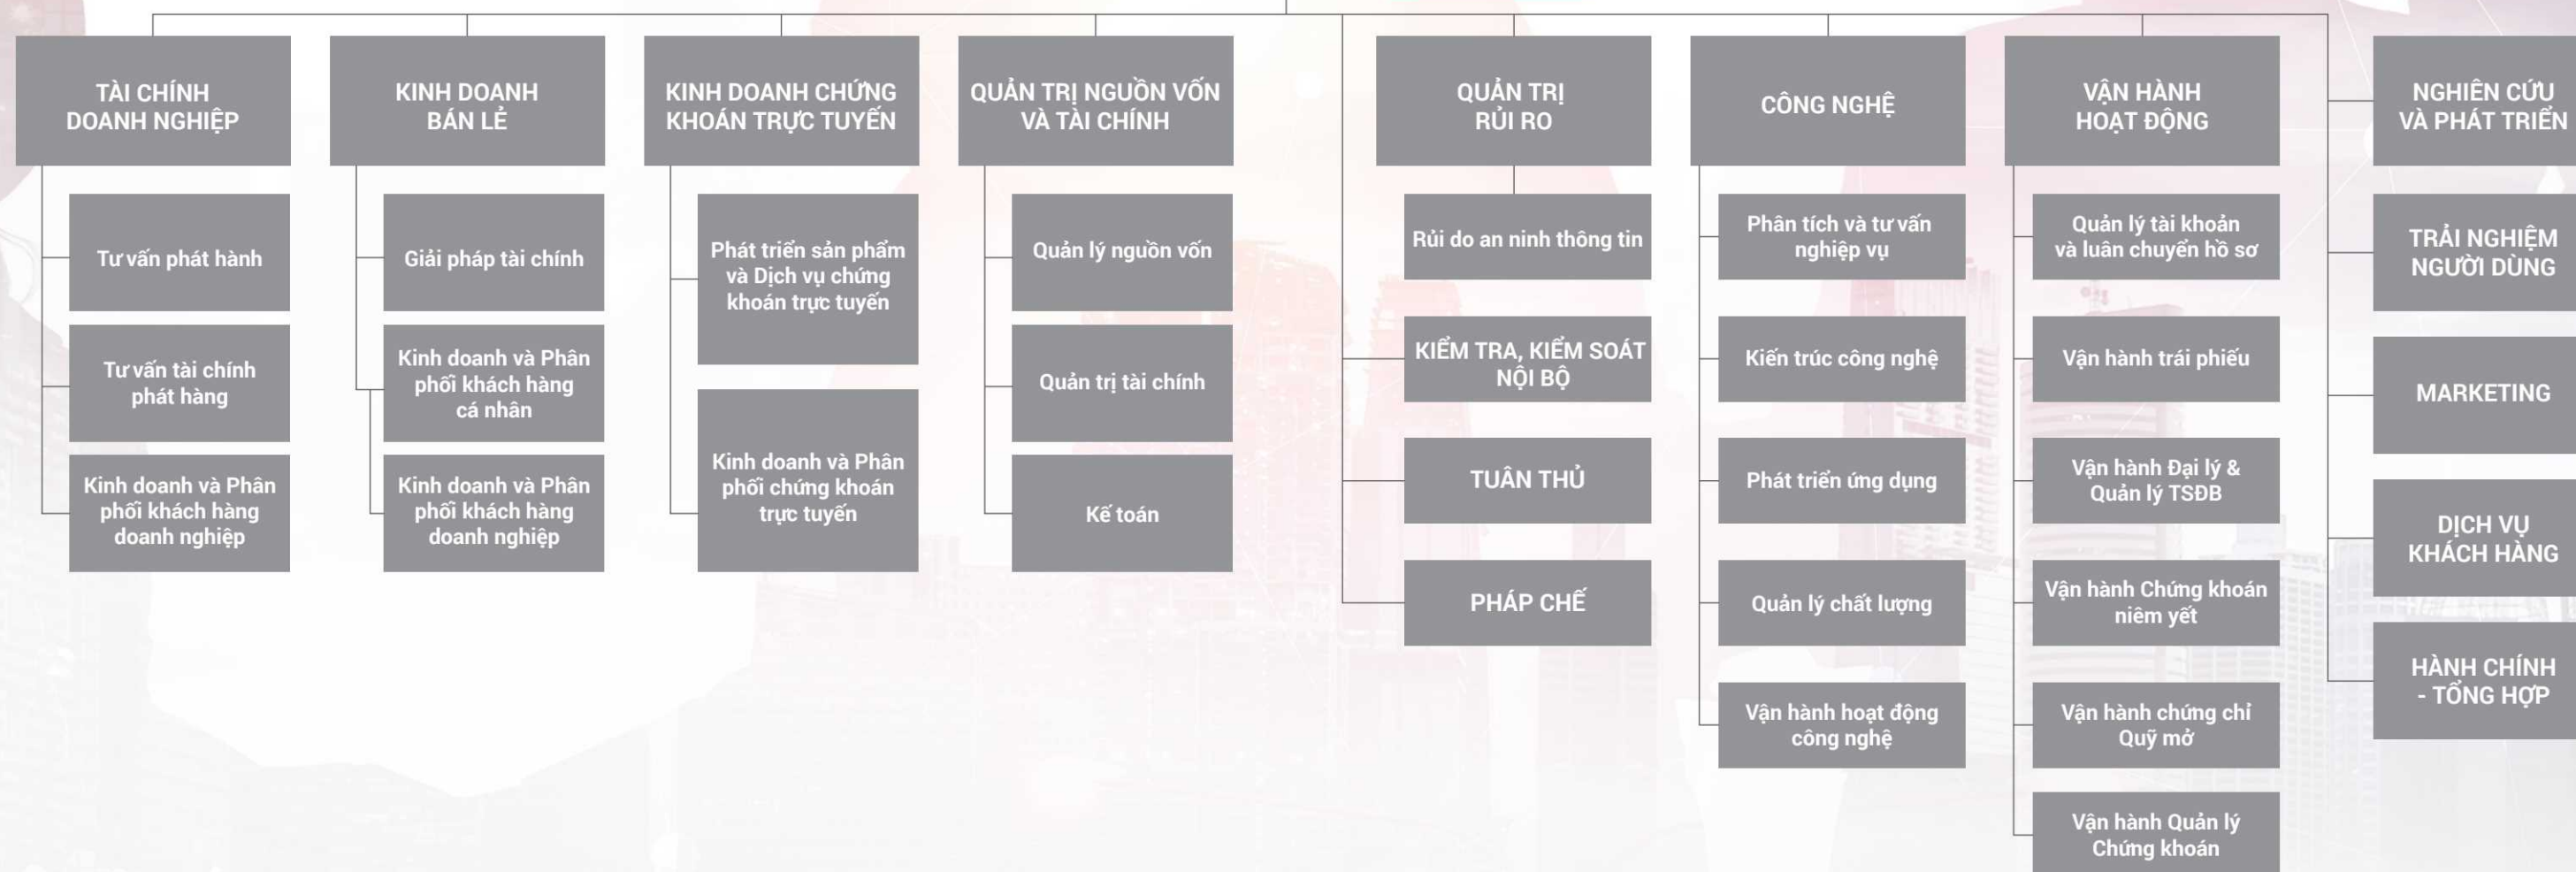 TÀI CHÍNH
DOANH NGHIỆP
Tư vấn phát hành
Tư vấn tài chính
phát hàng
Kinh doanh và Phân
phối khách hàng
doanh nghiệp
KINH DOANH
BÁN LẺ
Giải pháp tài chính
Kinh doanh và Phân
phối khách hàng
cá nhân
Kinh doanh và Phân
phối khách hàng
doanh nghiệp
KINH DOANH CHỨNG
KHOÁN TRỰC TUYẾN
Phát triển sản phẩm
và Dịch vụ chứng
khoán trực tuyến
Kinh doanh và Phân
phối chứng khoán
trực tuyến
QUẢN TRỊ NGUỒN VỐN
VÀ TÀI CHÍNH
Quản lý nguồn vốn
Quản trị tài chính
Kế toán
QUẢN TRỊ
RỦI RO
Rủi do an ninh thông tin
KIỂM TRA, KIỂM SOÁT
NỘI BỘ
TUÂN THỦ
PHÁP CHẾ
CÔNG NGHỆ
Phân tích và tư vấn
nghiệp vụ
Kiến trúc công nghệ
Phát triển ứng dụng
Quản lý chất lượng
Vận hành hoạt động
công nghệ
VẬN HÀNH
HOẠT ĐỘNG
Quản lý tài khoản
và luân chuyển hồ sơ
Vận hành trái phiếu
Vận hành Đại lý &
Quản lý TSĐB
Vận hành Chứng khoán
niêm yết
Vận hành chứng chỉ
Quỹ mở
Vận hành Quản lý
Chứng khoán
NGHIÊN CỨU
VÀ PHÁT TRIỂN
TRẢI NGHIỆM
NGƯỜI DÙNG
MARKETING
DỊCH VỤ
KHÁCH HÀNG
HÀNH CHÍNH
- TỔNG HỢP